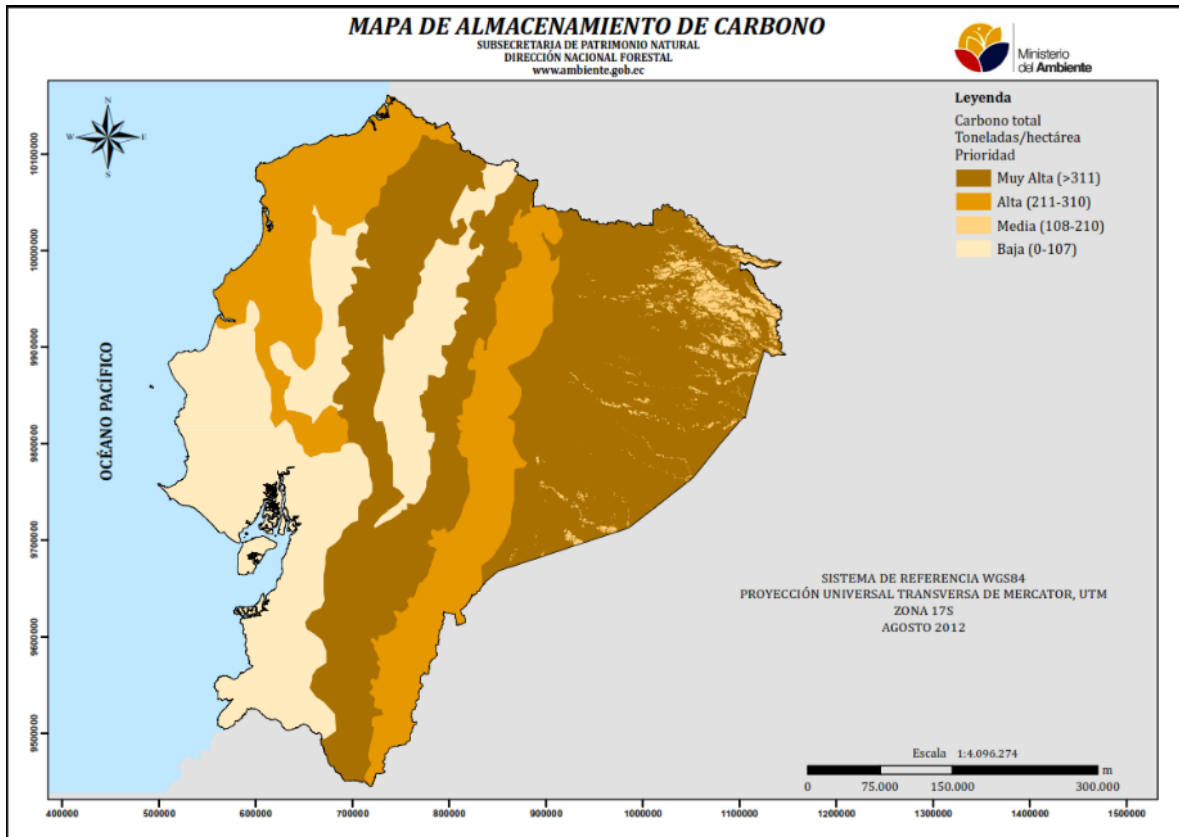 MAPA DE ALMACENAMIENTO DE CARBONO
SUBSECRETARIA DE PATRIMONIO NATURAL
DIRECCIÓN NACIONAL FORESTAL
www.ambiente.gob.ec
Ministerio
del Ambiente
Leyenda
Carbono total
Toneladas/hectárea
Prioridad
Muy Alta (>311)
Alta (211-310)
Media (108-210)
Baja (0-107)
N
W
E
S
OCÉANO PACÍFICO
SISTEMA DE REFERENCIA WGS84
PROYECCIÓN UNIVERSAL TRANSVERSA DE MERCATOR, UTM
ZONA 17S
AGOSTO 2012
Escala 1:4.096.274
m
0 75.000 150.000 300.000
10100000
10000000
9900000
9800000
9700000
9600000
9500000
400000 500000 600000 700000 800000 900000 1000000 1100000 1200000 1300000 1400000 1500000